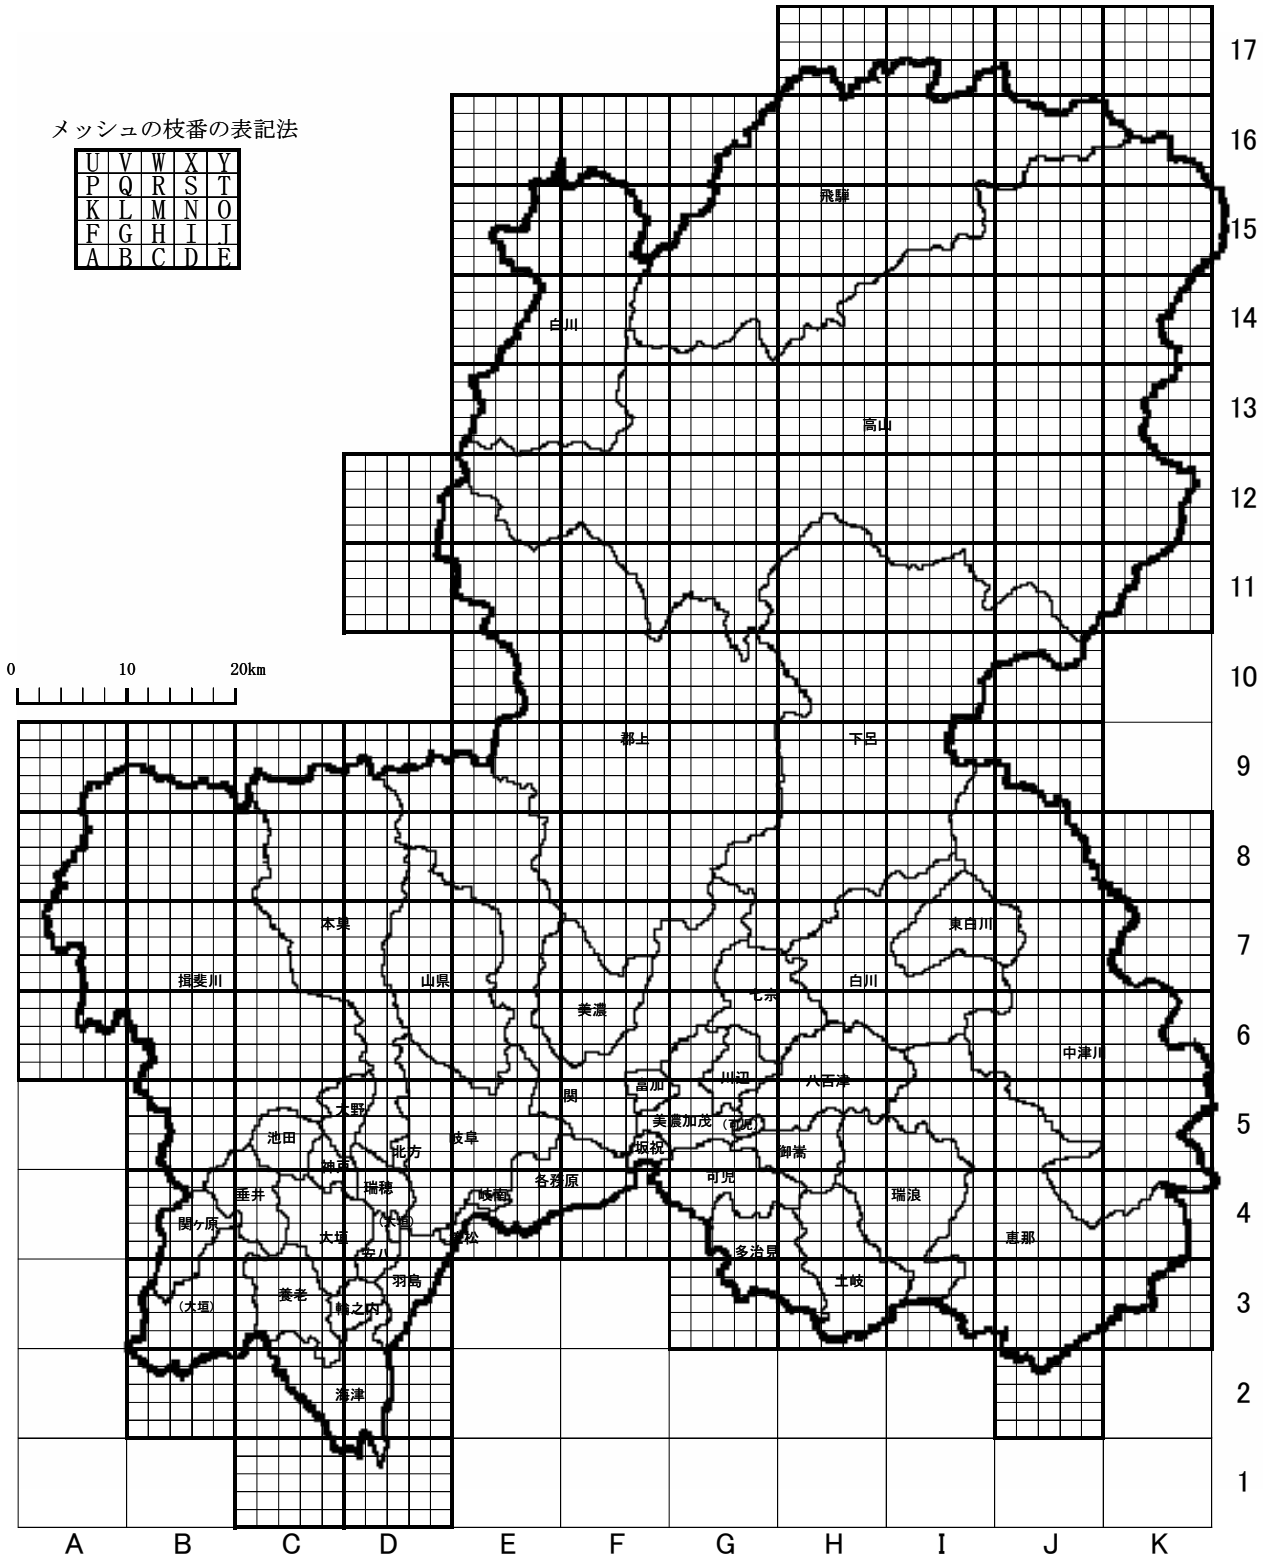 17
メッシュの枝番の表記法
16
U V W X Y
P Q R S T
K L M N O
F G H I J
A B C D E
飛騨
15
白川
14
13
高山
12
11
0 10 20km
10
郡上 下呂
9
8
本巣 東白川
7
揖斐川 山県 白川
七宗
美濃
6
中津川
川辺 八百津
富加
関
大野
美濃加茂 (可児)
5
池田 岐阜
坂祝
北方 御嵩
神戸
可児
各務原
瑞穂
垂井 岐南 瑞浪
4
関ヶ原 (大垣)
大垣 笠松 恵那
安八 多治見
羽島 土岐
養老
(大垣) 輪之内
3
海津
2
1
A B C D E F G H I J K